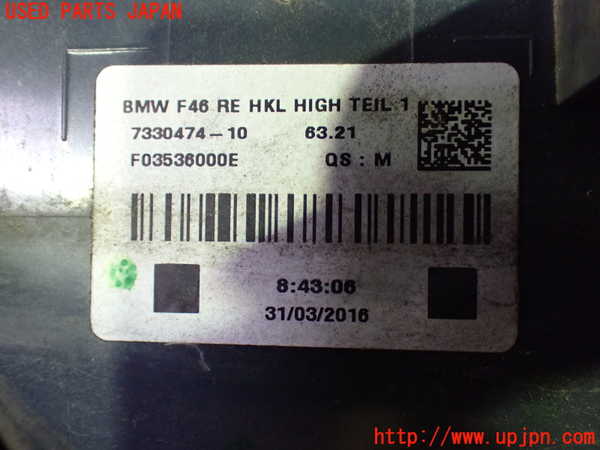 USED PARTS JAPAN
BMW F46 RE HKL HIGH TEIL 1
7330474-10 63.21
F03536000E QS : M
8:43:06
31/03/2016
UPJ
http://www.upjpn.com/